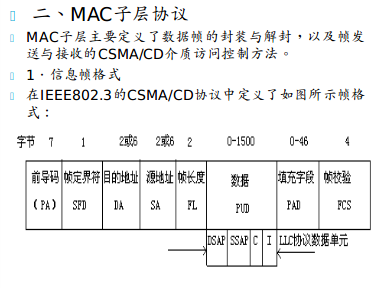 二、MAC子层协议
MAC子层主要定义了数据帧的封装与解封，以及帧发
送与接收的CSMA/CD介质访问控制方法。
1．信息帧格式
在IEEE802.3的CSMA/CD协议中定义了如图所示帧格
式：
字节 7 1 2或6 2或6 2 0-1500 0-46 4
前导码 帧定界符 目的地址 源地址 帧长度 数据 填充字段 帧校验
（PA） SFD DA SA FL PUD PAD FCS
DSAP SSAP C I LLC协议数据单元